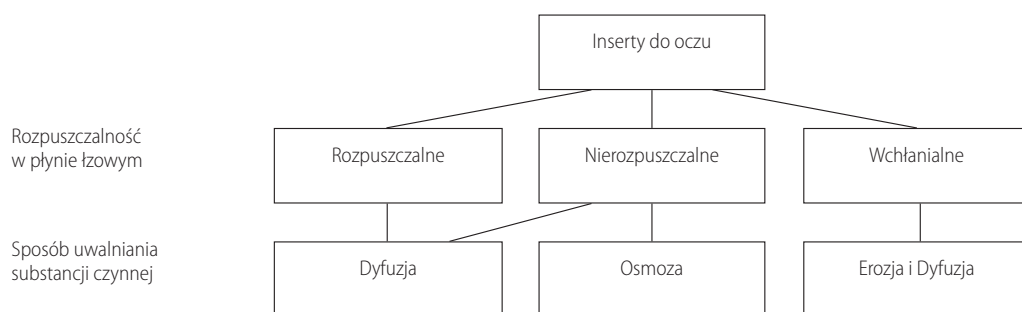 Inserty do oczu
Rozpuszczalność
w płynie łzowym
Rozpuszczalne
Nierozpuszczalne
Wchłanialne
Sposób uwalniania
substancji czynnej
Dyfuzja
Osmoza
Erozja i Dyfuzja